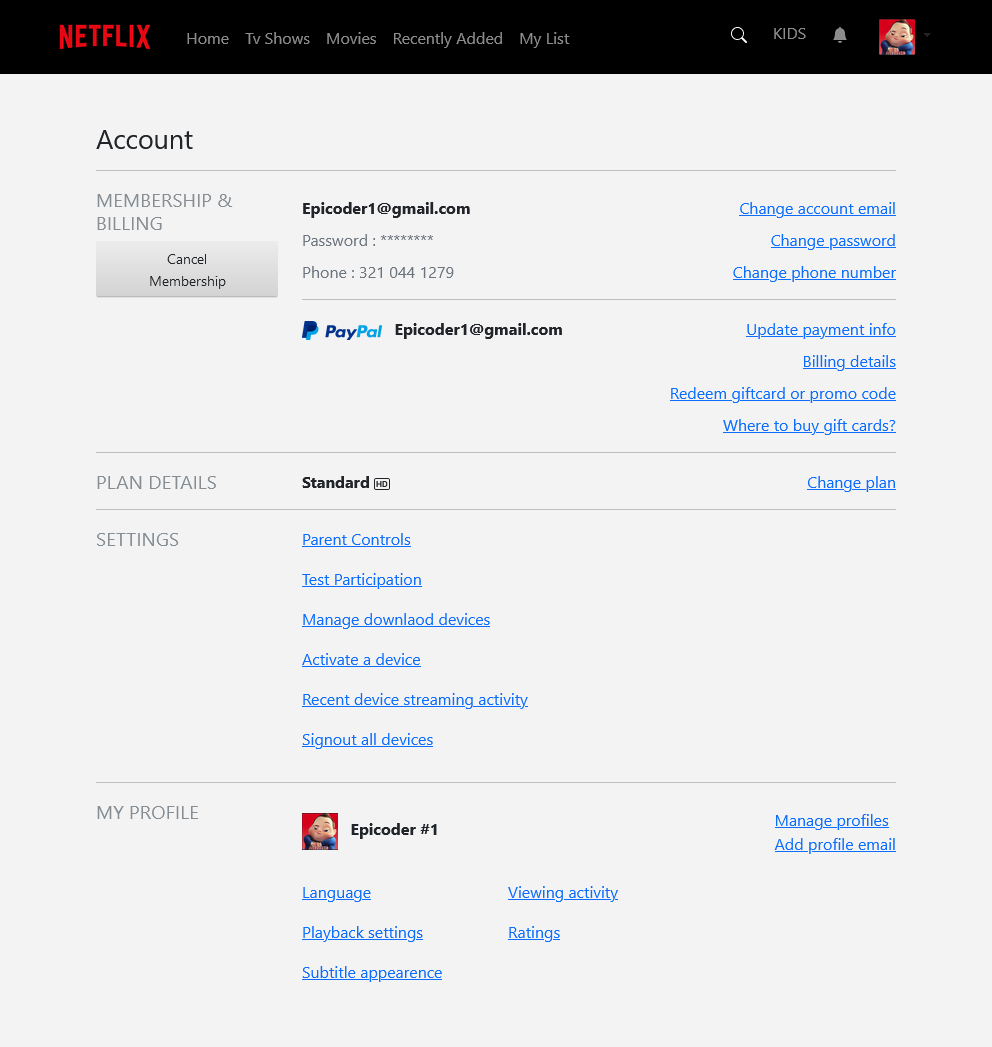 NETFLIX Home Tv Shows Movies Recently Added My List KIDS
Account
MEMBERSHIP & BILLING
Cancel Membership
Epicoder1@gmail.com Change account email
Password : ******** Change password
Phone : 321 044 1279 Change phone number
PayPal Epicoder1@gmail.com Update payment info
Billing details
Redeem giftcard or promo code
Where to buy gift cards?
PLAN DETAILS Standard HD Change plan
SETTINGS Parent Controls
Test Participation
Manage downlaod devices
Activate a device
Recent device streaming activity
Signout all devices
MY PROFILE
Epicoder #1 Manage profiles
Add profile email
Language Viewing activity
Playback settings Ratings
Subtitle appearence